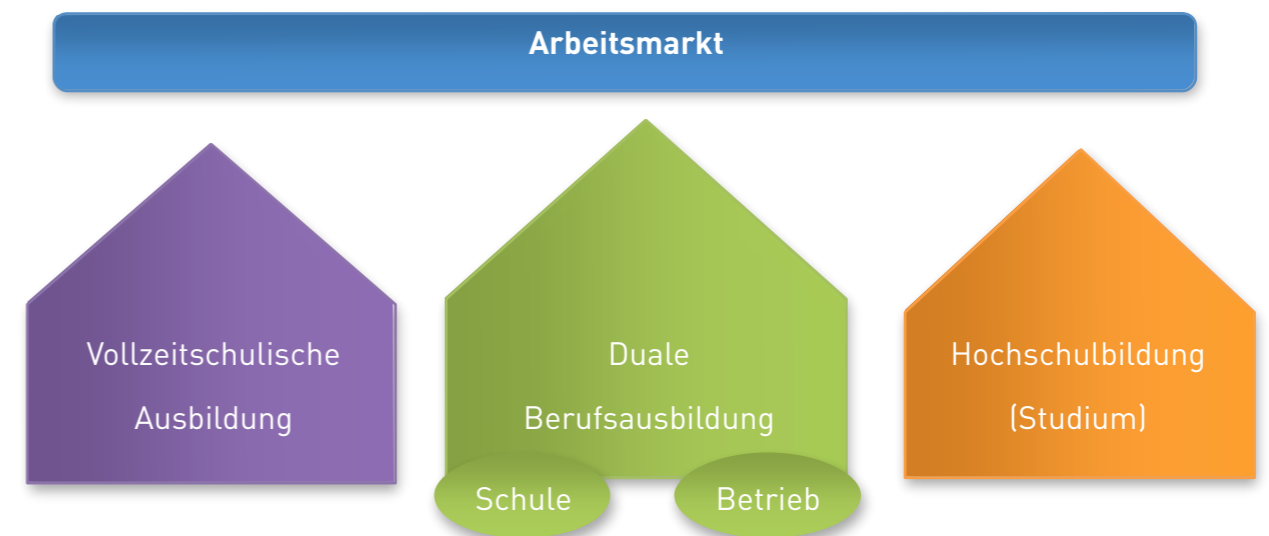 Arbeitsmarkt
Vollzeitschulische
Ausbildung
Duale
Berufsausbildung
Schule
Betrieb
Hochschulbildung
(Studium)